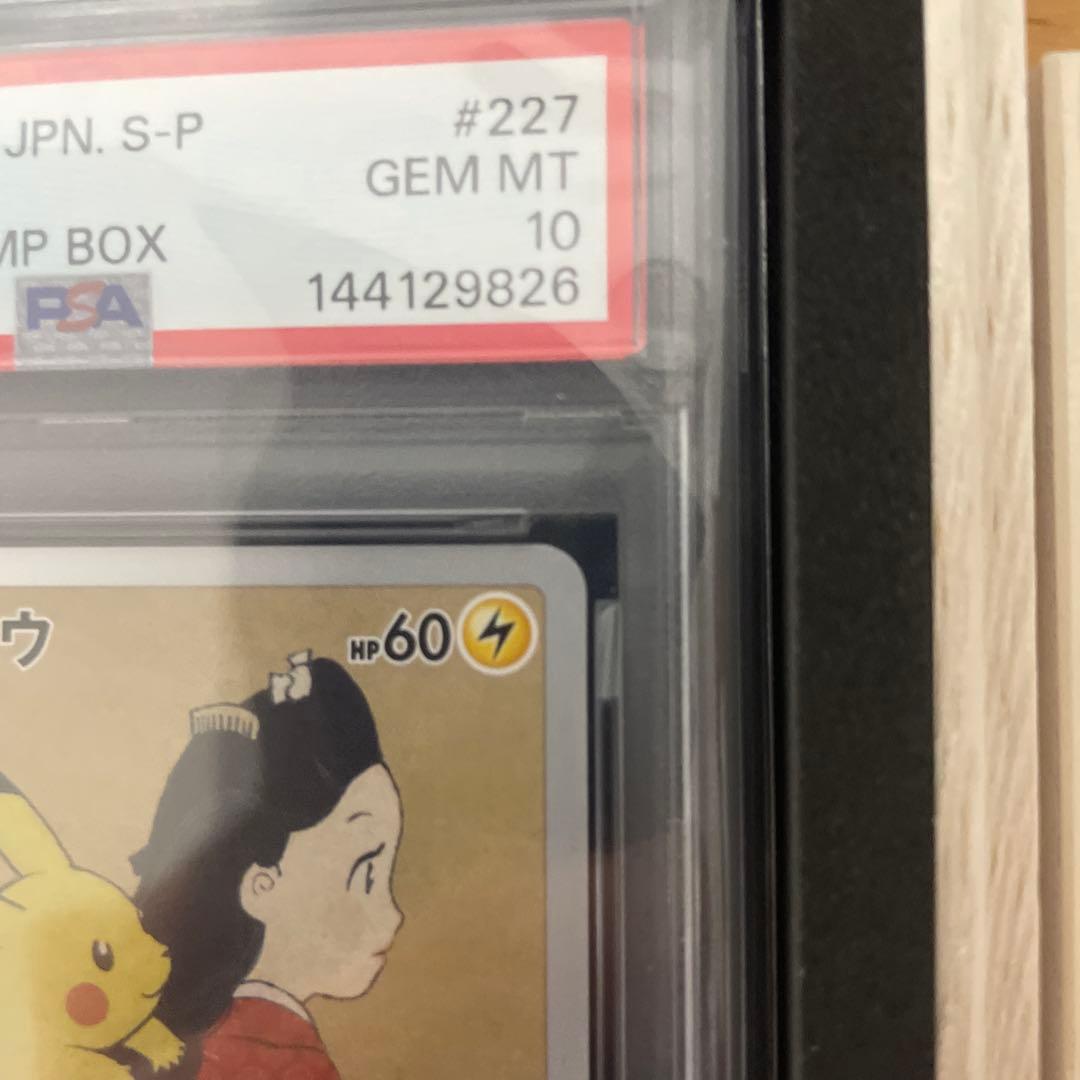 JPN. S-P #227
GEM MT
MP BOX 10
PSA 144129826
ウ HP60